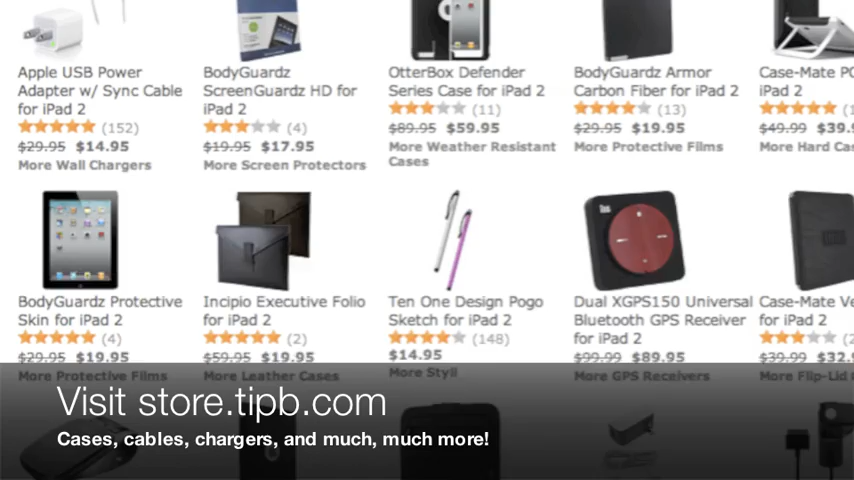 Apple USB Power
Adapter w/ Sync Cable
for iPad 2
(152)
$29.95 $14.95
More Wall Chargers
BodyGuardz
ScreenGuardz HD for
iPad 2
(4)
$19.95 $17.95
More Screen Protectors
OtterBox Defender
Series Case for iPad 2
(11)
$89.95 $59.95
More Weather Resistant
Cases
BodyGuardz Armor
Carbon Fiber for iPad 2
(13)
$29.95 $19.95
More Protective Films
Case-Mate
iPad 2
$49.99
More Hard
BodyGuardz Protective
Skin for iPad 2
(4)
$29.95 $19.95
More Protective Films
Incipio Executive Folio
for iPad 2
(2)
$59.95 $19.95
More Leather Cases
Ten One Design Pogo
Sketch for iPad 2
(148)
$14.95
More Styli
Dual XGPS150 Universal
Bluetooth GPS Receiver
for iPad 2
$99.99 $89.95
More GPS Receivers
Case-Mate
for iPad 2
$39.99
More Flip-Lid
Visit store.tipb.com
Cases, cables, chargers, and much, much more!